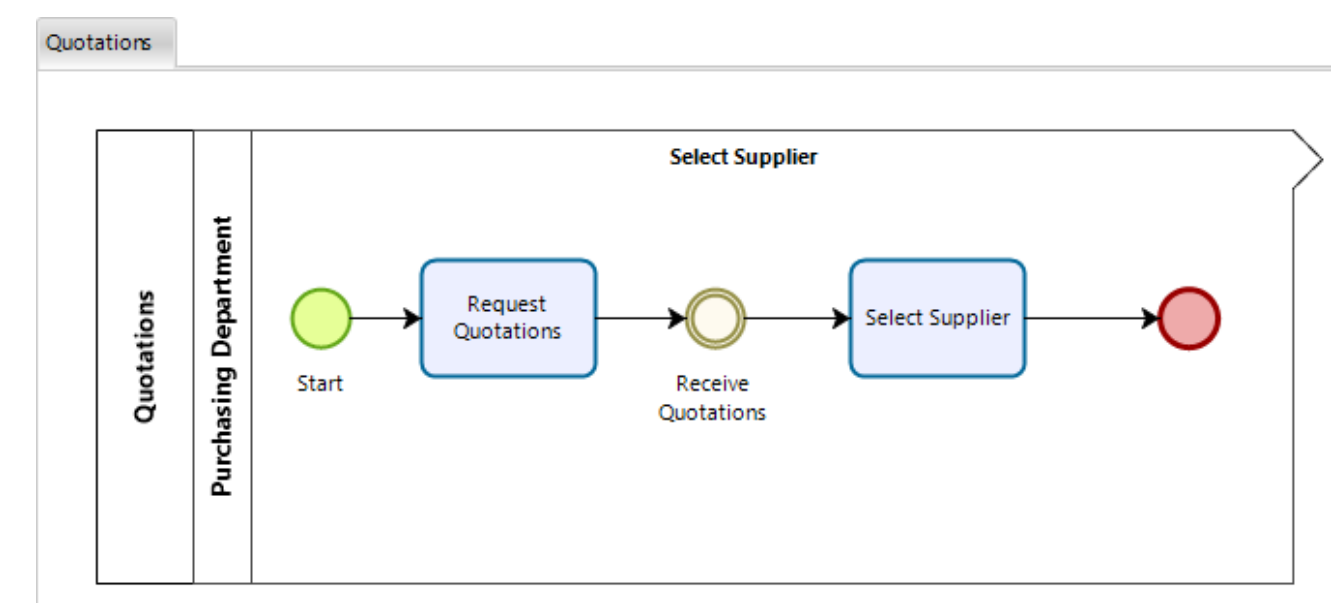 Quotations
Quotations
Purchasing Department
Select Supplier
Start
Request
Quotations
Receive
Quotations
Select Supplier